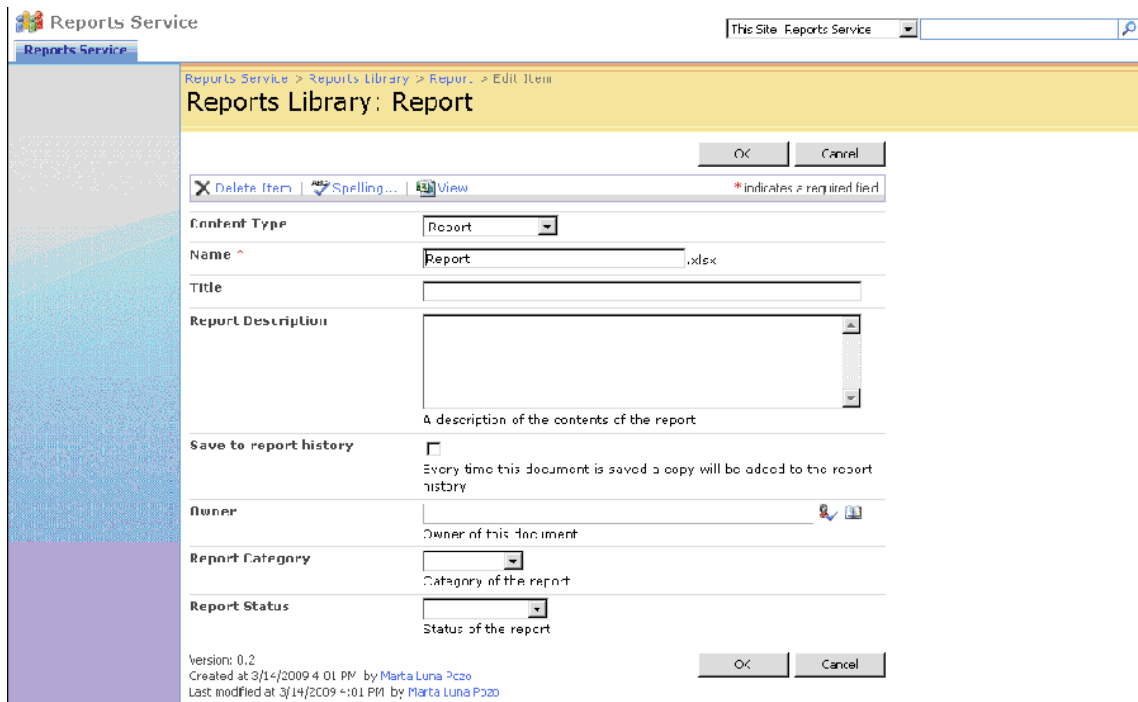 Reports Service
This Site: Reports Service
Reports Service
Reports Service > Reports Library > Report > Edit Item
Reports Library: Report
OK Cancel
Delete Item | Spelling... | View * indicates a required field
Content Type Report
Name * Report .xlsx
Title
Report Description
A description of the contents of the report
Save to report history
Every time this document is saved a copy will be added to the report
history
Owner
Owner of this document
Report Category
Category of the report
Report Status
Status of the report
Version: 0.2
OK Cancel
Created at 3/14/2009 4:01 PM by Marta Luna Pozo
Last modified at 3/14/2009 4:01 PM by Marta Luna Pozo